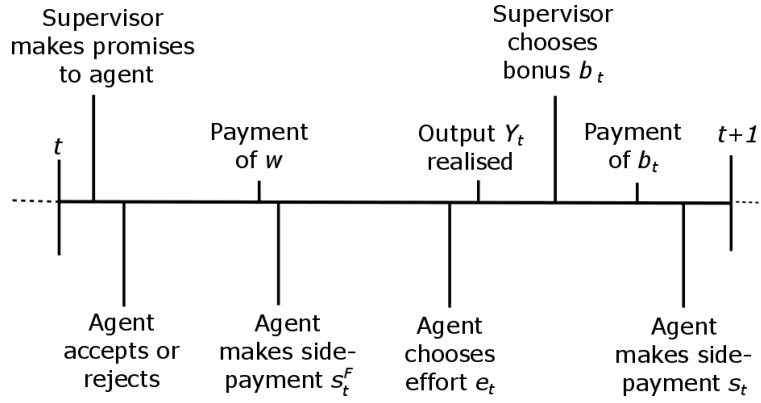 Supervisor
makes promises
to agent
Supervisor
chooses
bonus b_t
t
Payment
of w
Output Y_t
realised
Payment
of b_t
t+1
Agent
accepts or
rejects
Agent
makes side-
payment s_t^F
Agent
chooses
effort e_t
Agent
makes side-
payment s_t